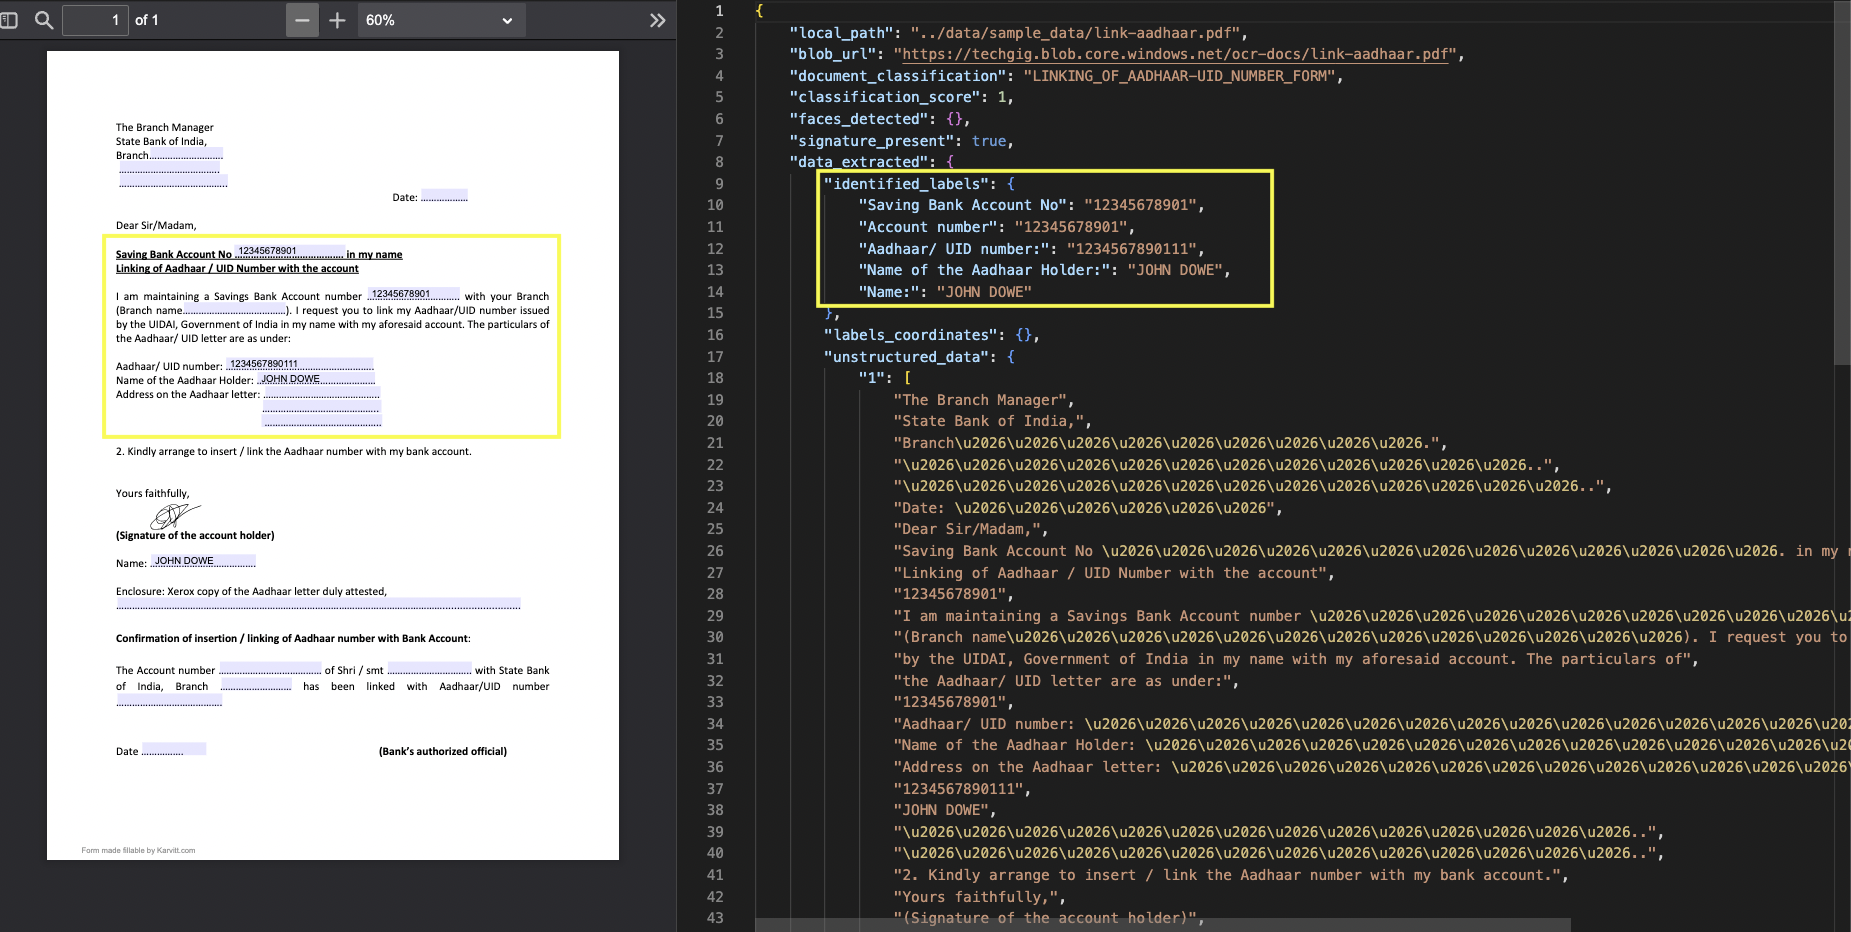 1 of 1 60%
The Branch Manager
State Bank of India,
Branch............................
..........................................
..........................................
Date: ..................
Dear Sir/Madam,
Saving Bank Account No 12345678901 in my name
Linking of Aadhaar / UID Number with the account
I am maintaining a Savings Bank Account number 12345678901 with your Branch
(Branch name......................................). I request you to link my Aadhaar/UID number issued
by the UIDAI, Government of India in my name with my aforesaid account. The particulars of
the Aadhaar/ UID letter are as under:
Aadhaar/ UID number: 1234567890111
Name of the Aadhaar Holder: JOHN DOWE
Address on the Aadhaar letter: ............................................
............................................
............................................
2. Kindly arrange to insert / link the Aadhaar number with my bank account.
Yours faithfully,
(Signature of the account holder)
Name: JOHN DOWE
Enclosure: Xerox copy of the Aadhaar letter duly attested,
Confirmation of insertion / linking of Aadhaar number with Bank Account:
The Account number ...................................... of Shri / smt ................................ with State Bank
of India, Branch .......................... has been linked with Aadhaar/UID number
........................................
Date ................ (Bank's authorized official)
Form made fillable by Karvitt.com
1 {
2 "local_path": "../data/sample_data/link-aadhaar.pdf",
3 "blob_url": "https://techgig.blob.core.windows.net/ocr-docs/link-aadhaar.pdf",
4 "document_classification": "LINKING_OF_AADHAAR-UID_NUMBER_FORM",
5 "classification_score": 1,
6 "faces_detected": {},
7 "signature_present": true,
8 "data_extracted": {
9 "identified_labels": {
10 "Saving Bank Account No": "12345678901",
11 "Account number": "12345678901",
12 "Aadhaar/ UID number:": "1234567890111",
13 "Name of the Aadhaar Holder:": "JOHN DOWE",
14 "Name:": "JOHN DOWE"
15 },
16 "labels_coordinates": {},
17 "unstructured_data": {
18 "1": [
19 "The Branch Manager",
20 "State Bank of India,",
21 "Branch\u2026\u2026\u2026\u2026\u2026\u2026\u2026\u2026\u2026.",
22 "\u2026\u2026\u2026\u2026\u2026\u2026\u2026\u2026\u2026\u2026\u2026\u2026..",
23 "\u2026\u2026\u2026\u2026\u2026\u2026\u2026\u2026\u2026\u2026\u2026\u2026\u2026..",
24 "Date: \u2026\u2026\u2026\u2026\u2026\u2026",
25 "Dear Sir/Madam,",
26 "Saving Bank Account No \u2026\u2026\u2026\u2026\u2026\u2026\u2026\u2026\u2026\u2026\u2026\u2026\u2026. in my
27 "Linking of Aadhaar / UID Number with the account",
28 "12345678901",
29 "I am maintaining a Savings Bank Account number \u2026\u2026\u2026\u2026\u2026\u2026\u2026\u2026\u2026\u2026\u
30 "(Branch name\u2026\u2026\u2026\u2026\u2026\u2026\u2026\u2026\u2026\u2026\u2026\u2026\u2026). I request you to
31 "by the UIDAI, Government of India in my name with my aforesaid account. The particulars of",
32 "the Aadhaar/ UID letter are as under:",
33 "12345678901",
34 "Aadhaar/ UID number: \u2026\u2026\u2026\u2026\u2026\u2026\u2026\u2026\u2026\u2026\u2026\u2026\u2026\u2026\u20
35 "Name of the Aadhaar Holder: \u2026\u2026\u2026\u2026\u2026\u2026\u2026\u2026\u2026\u2026\u2026\u2026\u2026\u20
36 "Address on the Aadhaar letter: \u2026\u2026\u2026\u2026\u2026\u2026\u2026\u2026\u2026\u2026\u2026\u2026\u2026
37 "1234567890111",
38 "JOHN DOWE",
39 "\u2026\u2026\u2026\u2026\u2026\u2026\u2026\u2026\u2026\u2026\u2026\u2026\u2026\u2026..",
40 "\u2026\u2026\u2026\u2026\u2026\u2026\u2026\u2026\u2026\u2026\u2026\u2026\u2026\u2026..",
41 "2. Kindly arrange to insert / link the Aadhaar number with my bank account.",
42 "Yours faithfully,",
43 "(Signature of the account holder)",